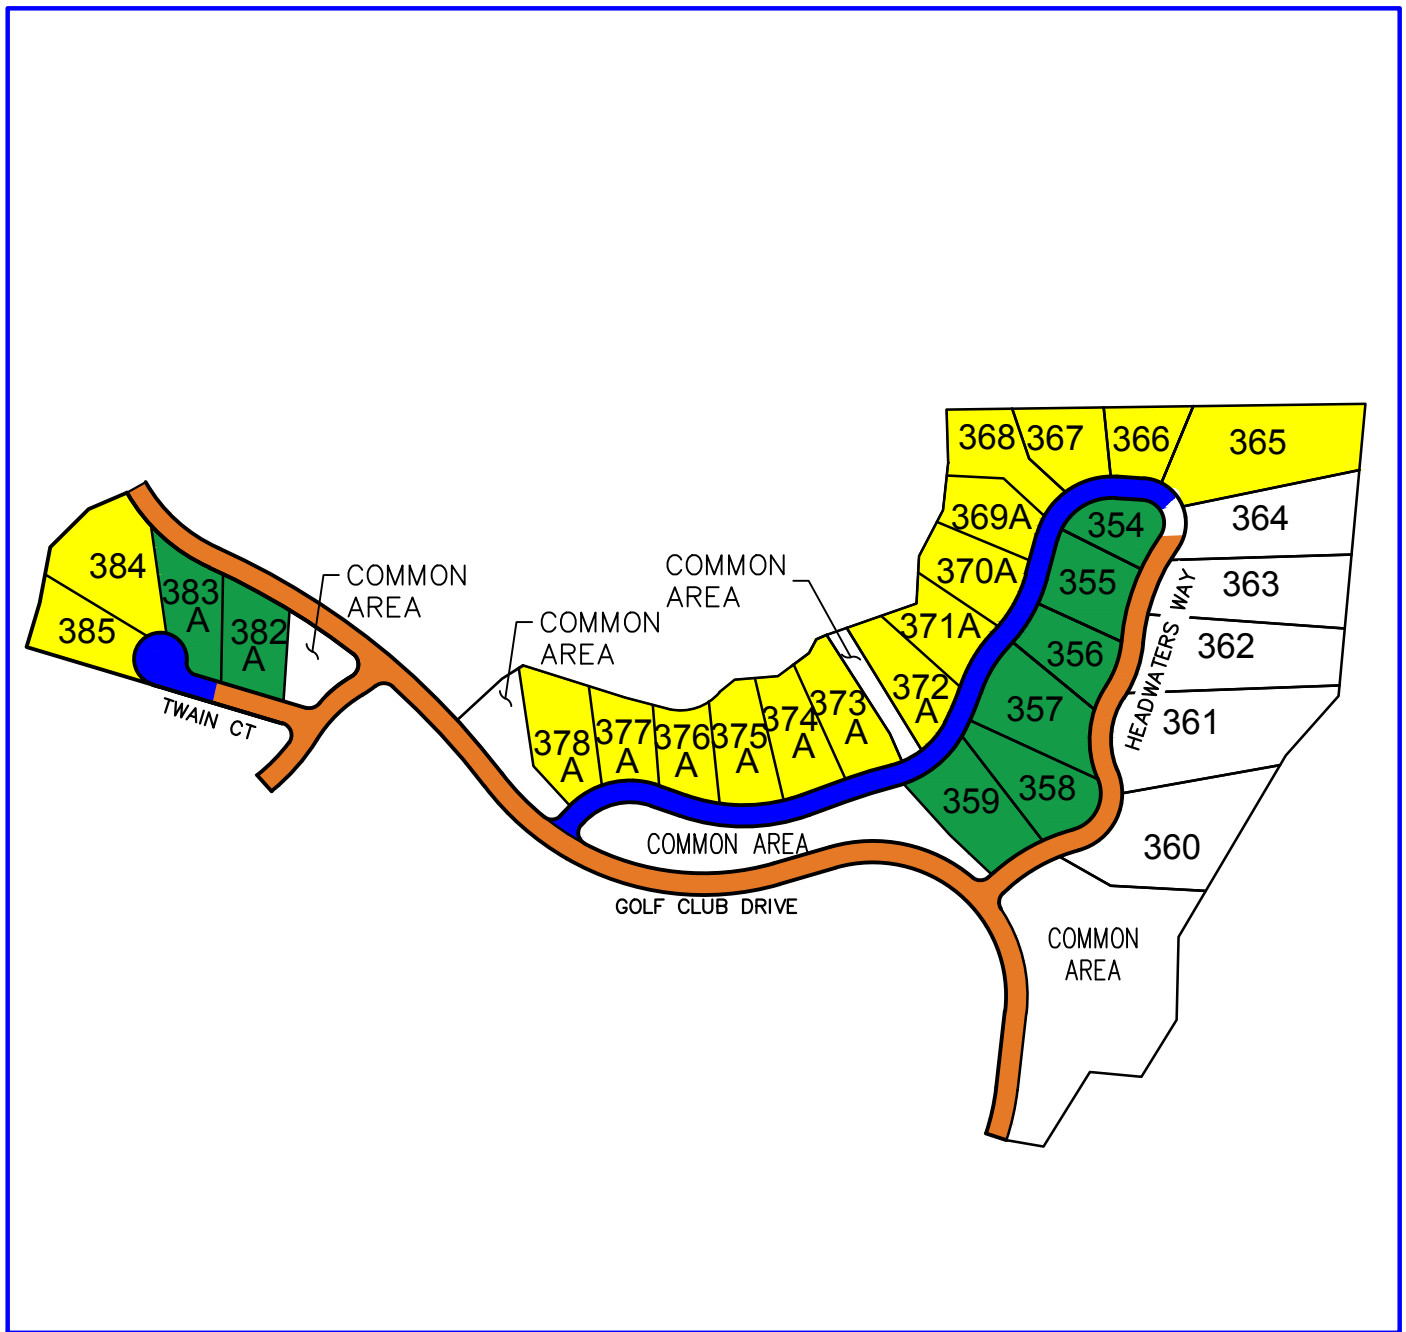 368
367
366
365
369A
354
364
370A
355
363
371A
356
362
372
A
357
361
373
A
374
A
375
A
376
A
377
A
378
A
359
358
360
384
383
A
382
A
385
COMMON
AREA
COMMON
AREA
COMMON
AREA
COMMON AREA
COMMON
AREA
TWAIN CT
GOLF CLUB DRIVE
HEADWATERS WAY